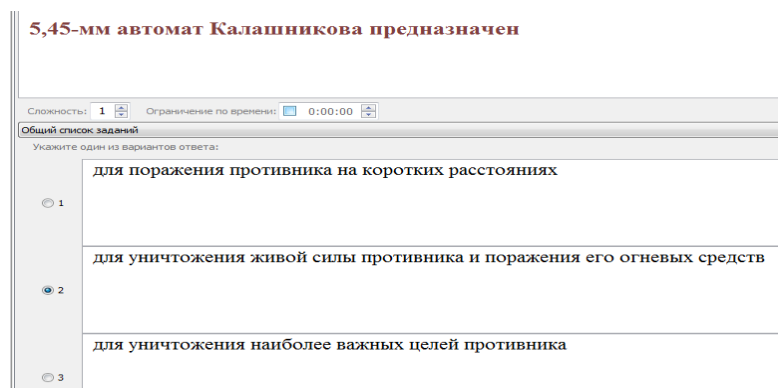 5,45-мм автомат Калашникова предназначен
Сложность: 1 Ограничение по времени: 0:00:00
Общий список заданий
Укажите один из вариантов ответа:
для поражения противника на коротких расстояниях
1
для уничтожения живой силы противника и поражения его огневых средств
2
для уничтожения наиболее важных целей противника
3